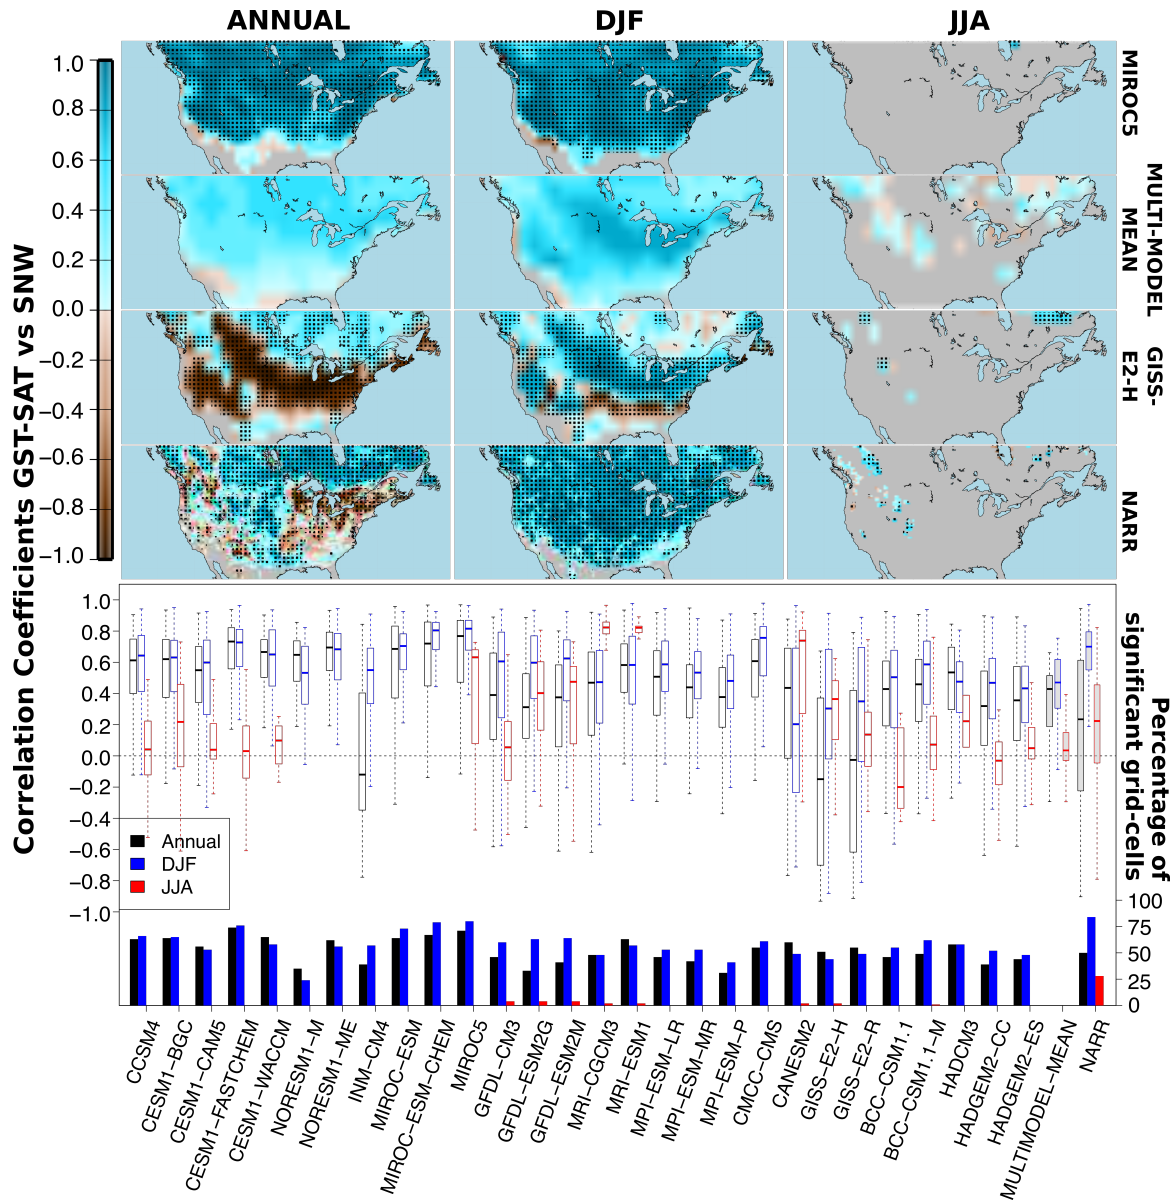 ANNUAL
DJF
JJA
MIROC5
MULTI-MODEL
MEAN
GISS-
E2-H
NARR
Correlation Coefficients GST-SAT vs SNW
1.0
0.8
0.6
0.4
0.2
0.0
−0.2
−0.4
−0.6
−0.8
−1.0
1.0
0.8
0.6
0.4
0.2
0.0
−0.2
−0.4
−0.6
−0.8
−1.0
Annual
DJF
JJA
Percentage of
significant grid-cells
100
75
50
25
0
CCSM4
CESM1−BGC
CESM1−CAM5
CESM1−FASTCHEM
CESM1−WACCM
NORESM1−M
NORESM1−ME
INM−CM4
MIROC−ESM
MIROC−ESM−CHEM
MIROC5
GFDL−CM3
GFDL−ESM2G
GFDL−ESM2M
MRI−CGCM3
MRI−ESM1
MPI−ESM−LR
MPI−ESM−MR
MPI−ESM−P
CMCC−CMS
CANESM2
GISS−E2−H
GISS−E2−R
BCC−CSM1.1
BCC−CSM1.1−M
HADCM3
HADGEM2−CC
HADGEM2−ES
MULTIMODEL−MEAN
NARR